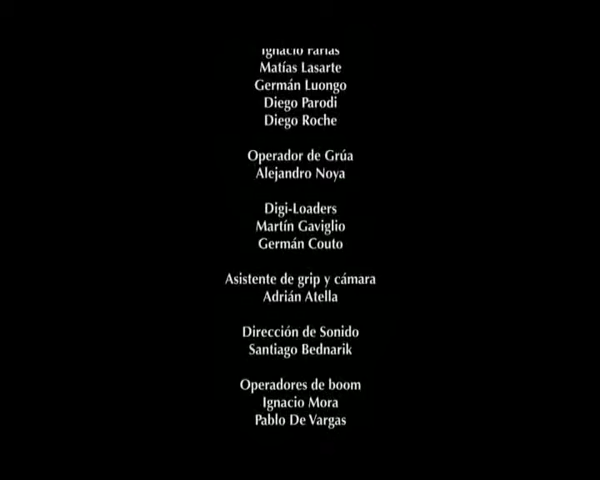 Ignacio Farias
Matías Lasarte
Germán Luongo
Diego Parodi
Diego Roche
Operador de Grúa
Alejandro Noya
Digi-Loaders
Martín Gaviglio
Germán Couto
Asistente de grip y cámara
Adrián Atella
Dirección de Sonido
Santiago Bednarik
Operadores de boom
Ignacio Mora
Pablo De Vargas